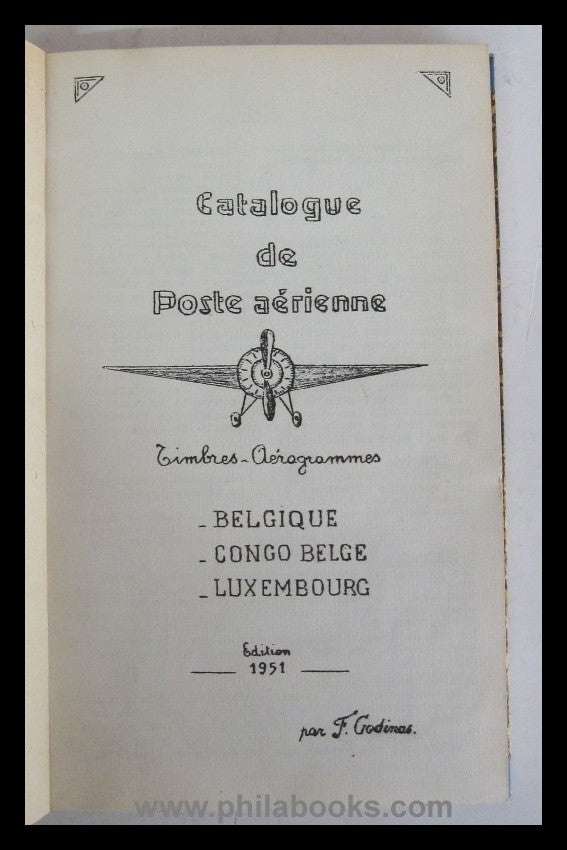 Catalogue
de
Poste aérienne
Timbres-Aérogrammes
- BELGIQUE
- CONGO BELGE
- LUXEMBOURG
Edition
1951
par F. Godinas.
www.philabooks.com